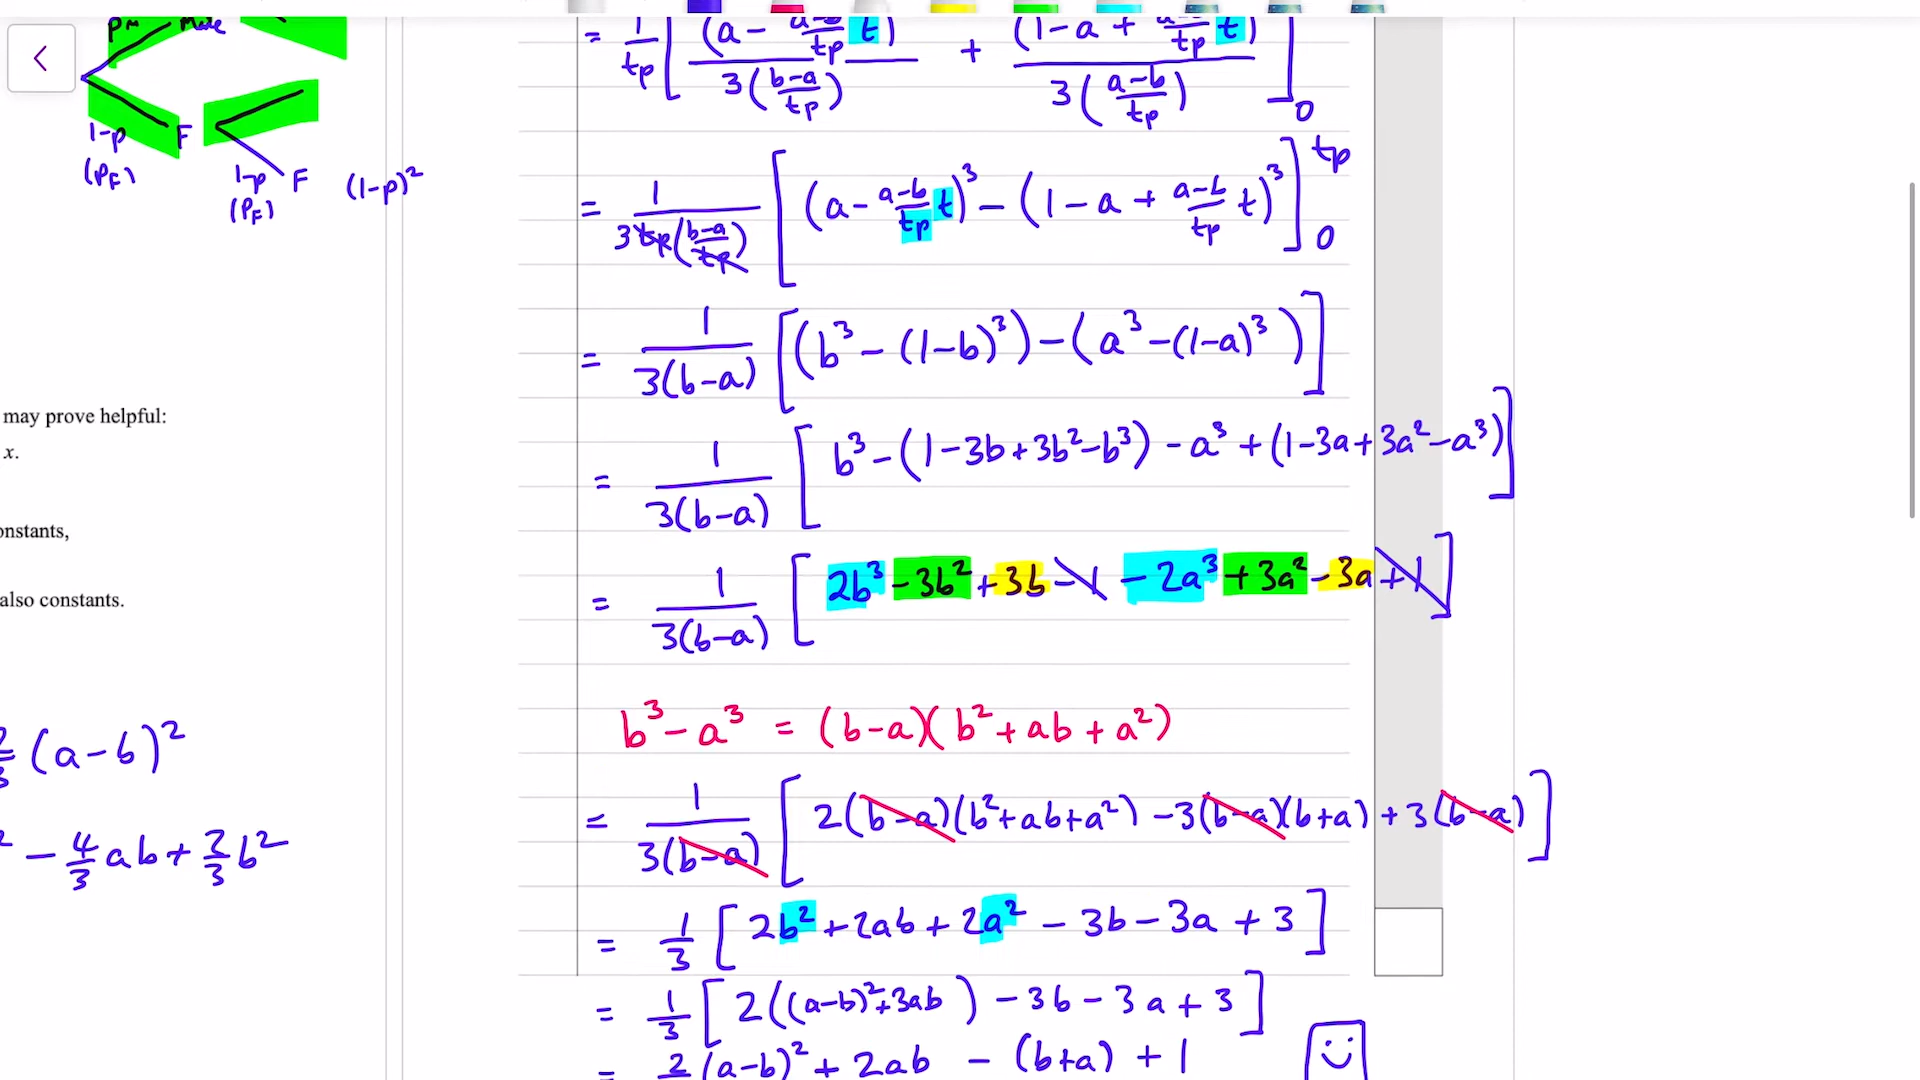 PM Male
1-p F
(PF)
1-p F (1-p)²
(PF)
may prove helpful:
x.
onstants,
also constants.
(a-b)²
- 4/3 ab + 2/3 b²
= 1/tp [ (a - a-b/tp t) / 3(b-a/tp) + (1-a + a-b/tp t) / 3(a-b/tp) ]0
= 1/3tp(b-a/tp) [ (a - a-b/tp t)³ - (1-a + a-b/tp t)³ ]0 tp
= 1/3(b-a) [ (b³ - (1-b)³) - (a³ - (1-a)³) ]
= 1/3(b-a) [ b³ - (1-3b+3b²-b³) - a³ + (1-3a+3a²-a³) ]
= 1/3(b-a) [ 2b³ - 3b² + 3b - 1 - 2a³ + 3a² - 3a + 1 ]
b³ - a³ = (b-a)(b² + ab + a²)
= 1/3(b-a) [ 2(b-a)(b²+ab+a²) - 3(b-a)(b+a) + 3(b-a) ]
= 1/3 [ 2b² + 2ab + 2a² - 3b - 3a + 3 ]
= 1/3 [ 2((a-b)² + 3ab) - 3b - 3a + 3 ]
= 2 (a-b)² + 2ab - (b+a) + 1